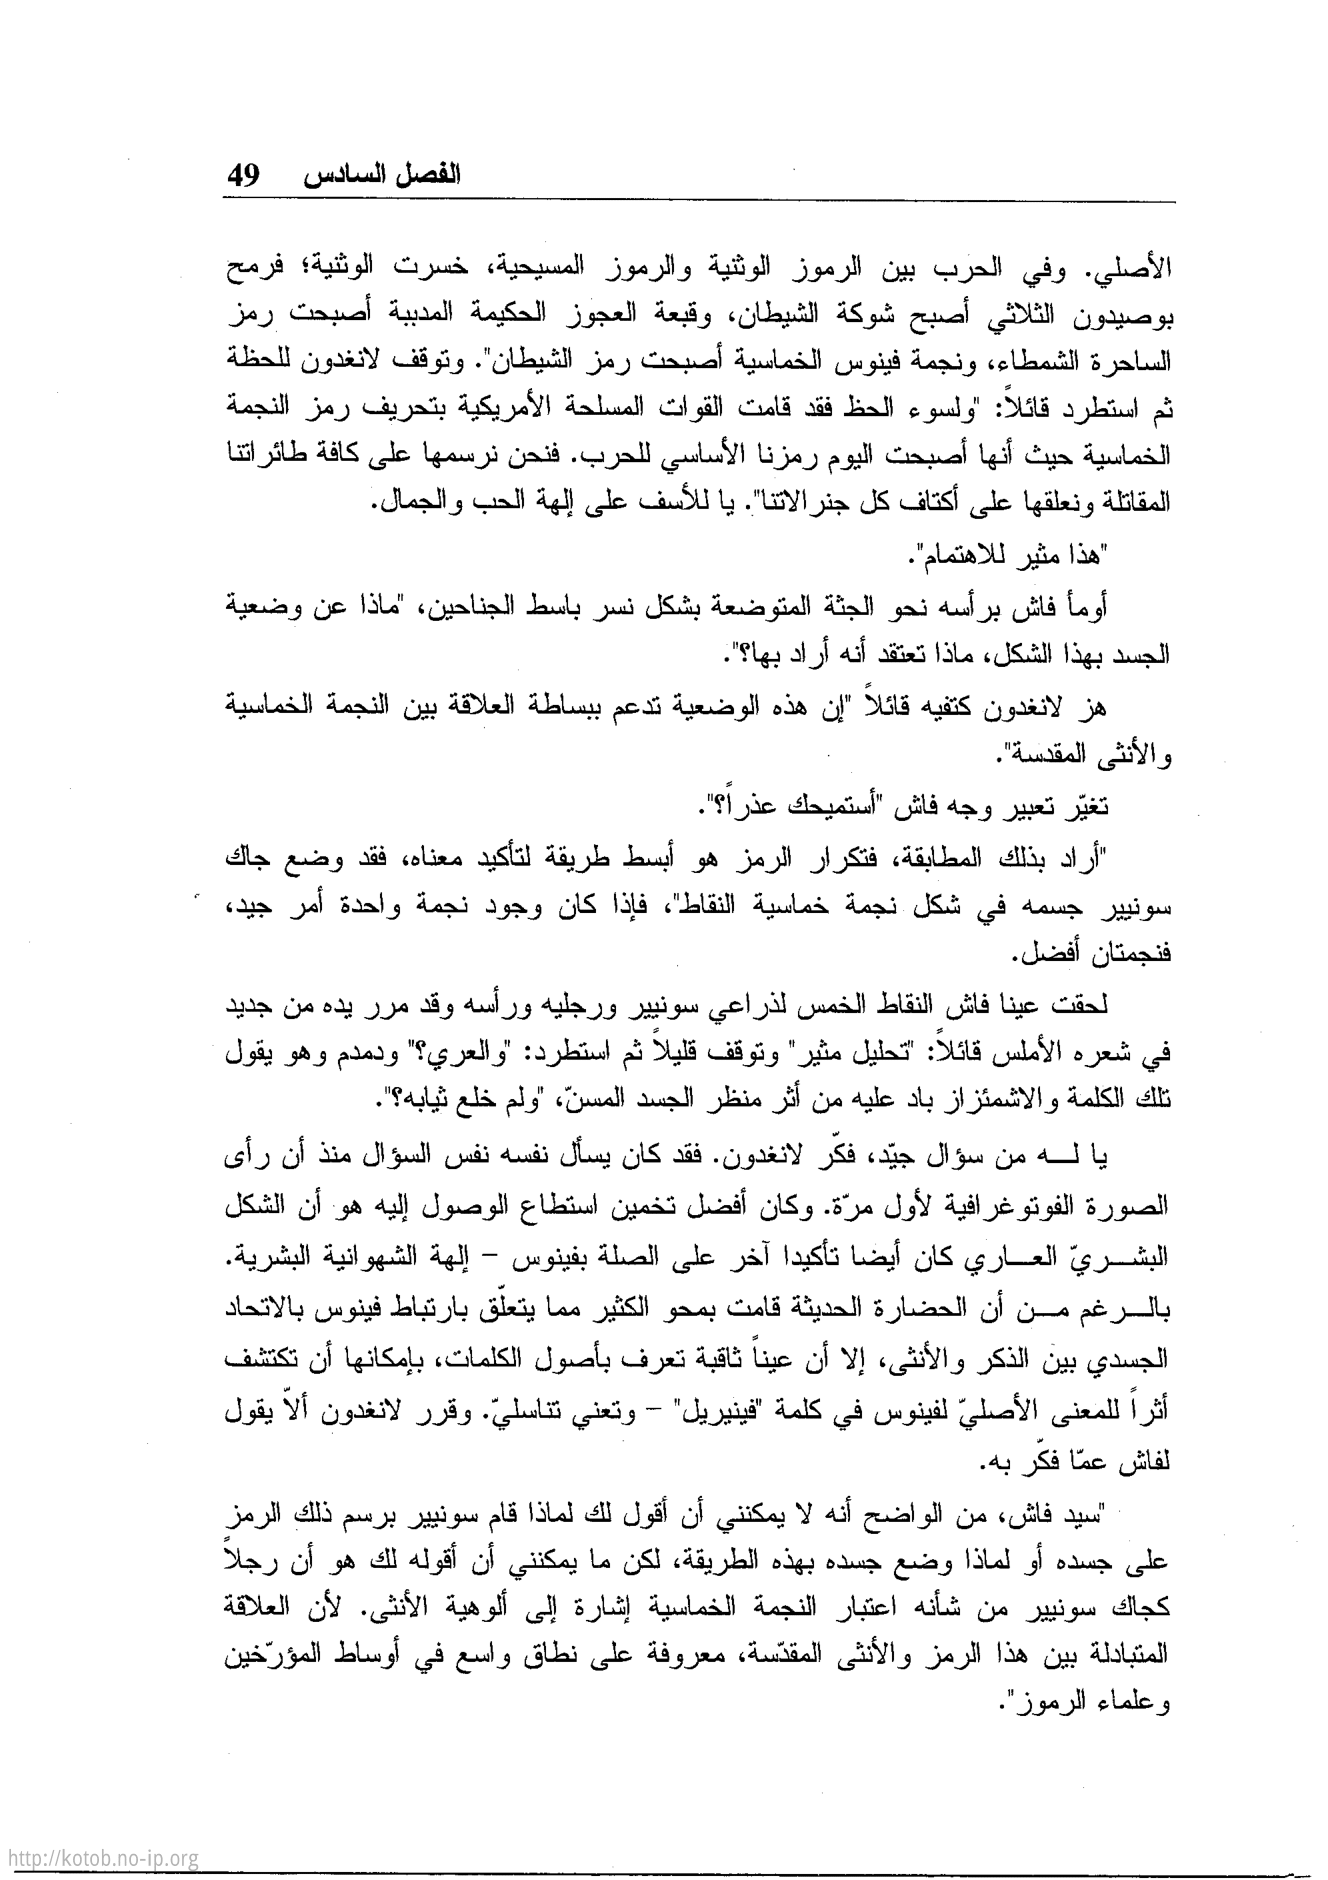 الفصل السادس 49
الأصلي. وفي الحرب بين الرموز الوثنية والرموز المسيحية، خسرت الوثنية؛ فرمح
بوصيدون الثلاثي أصبح شوكة الشيطان، وقبعة العجوز الحكيمة المدببة أصبحت رمز
الساحرة الشمطاء، ونجمة فينوس الخماسية أصبحت رمز الشيطان". وتوقف لانغدون للحظة
ثم استطرد قائلاً: "ولسوء الحظ فقد قامت القوات المسلحة الأمريكية بتحريف رمز النجمة
الخماسية حيث أنها أصبحت اليوم رمزنا الأساسي للحرب. فنحن نرسمها على كافة طائراتنا
المقاتلة ونعلقها على أكتاف كل جنرالاتنا". يا للأسف على إلهة الحب والجمال.
"هذا مثير للاهتمام".
أومأ فاش برأسه نحو الجثة المتوضعة بشكل نسر باسط الجناحين، "ماذا عن وضعية
الجسد بهذا الشكل، ماذا تعتقد أنه أراد بها؟".
هز لانغدون كتفيه قائلاً "إن هذه الوضعية تدعم ببساطة العلاقة بين النجمة الخماسية
والأنثى المقدسة".
تغيّر تعبير وجه فاش "أستميحك عذراً؟".
"أراد بذلك المطابقة، فتكرار الرمز هو أبسط طريقة لتأكيد معناه، فقد وضع جاك
سونيير جسمه في شكل نجمة خماسية النقاط"، فإذا كان وجود نجمة واحدة أمر جيد،
فنجمتان أفضل.
لحقت عينا فاش النقاط الخمس لذراعي سونيير ورجليه ورأسه وقد مرر يده من جديد
في شعره الأملس قائلاً: "تحليل مثير" وتوقف قليلاً ثم استطرد: "والعري؟" ودمدم وهو يقول
تلك الكلمة والاشمئزاز باد عليه من أثر منظر الجسد المسنّ، "ولم خلع ثيابه؟".
يا لـــه من سؤال جيّد، فكّر لانغدون. فقد كان يسأل نفسه نفس السؤال منذ أن رأى
الصورة الفوتوغرافية لأول مرّة. وكان أفضل تخمين استطاع الوصول إليه هو أن الشكل
البشـــريّ العـــاري كان أيضا تأكيدا آخر على الصلة بفينوس – إلهة الشهوانية البشرية.
بالـــرغم مـــن أن الحضارة الحديثة قامت بمحو الكثير مما يتعلّق بارتباط فينوس بالاتحاد
الجسدي بين الذكر والأنثى، إلا أن عيناً ثاقبة تعرف بأصول الكلمات، بإمكانها أن تكتشف
أثراً للمعنى الأصليّ لفينوس في كلمة "فينيريل" – وتعني تناسليّ. وقرر لانغدون ألاّ يقول
لفاش عمّا فكّر به.
"سيد فاش، من الواضح أنه لا يمكنني أن أقول لك لماذا قام سونيير برسم ذلك الرمز
على جسده أو لماذا وضع جسده بهذه الطريقة، لكن ما يمكنني أن أقوله لك هو أن رجلاً
كجاك سونيير من شأنه اعتبار النجمة الخماسية إشارة إلى ألوهية الأنثى. لأن العلاقة
المتبادلة بين هذا الرمز والأنثى المقدّسة، معروفة على نطاق واسع في أوساط المؤرّخين
وعلماء الرموز".
http://kotob.no-ip.org